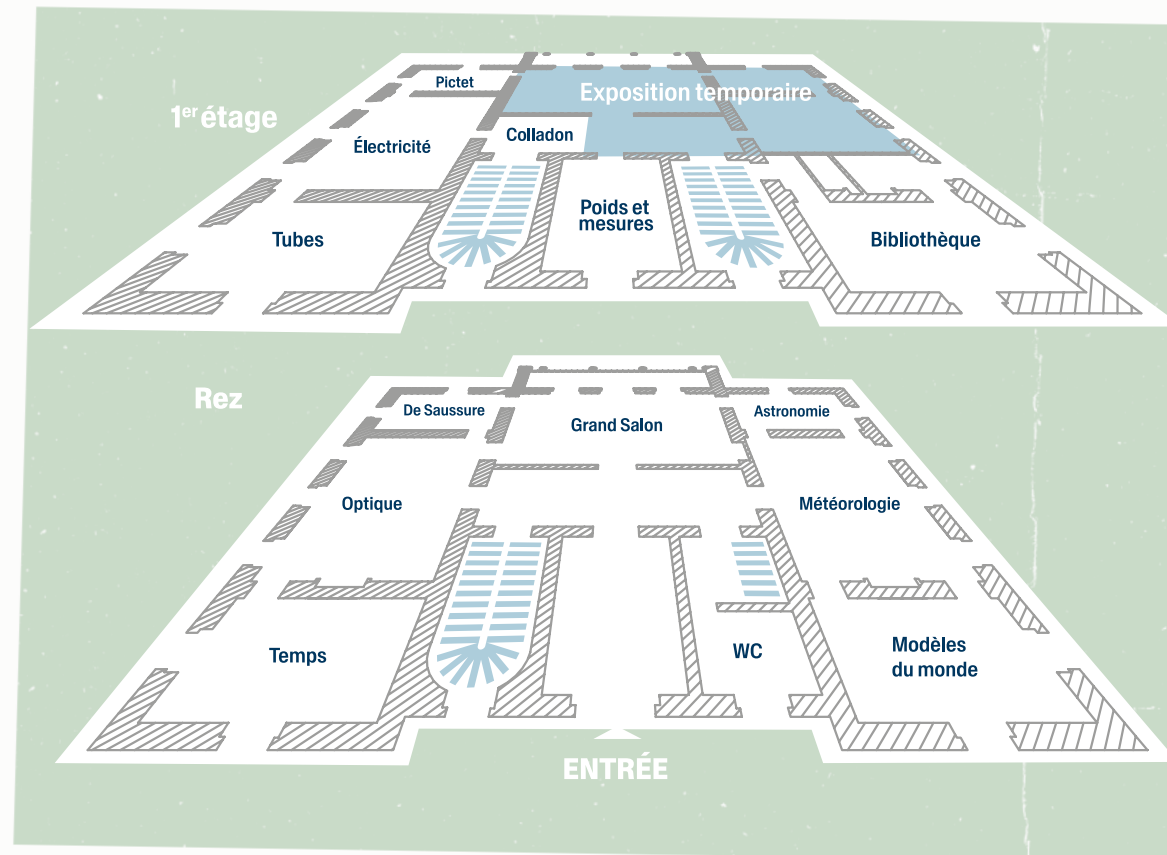 1er étage
Pictet
Exposition temporaire
Électricité
Colladon
Tubes
Poids et
mesures
Bibliothèque
Rez
De Saussure
Grand Salon
Astronomie
Optique
Météorologie
Temps
WC
Modèles
du monde
ENTRÉE